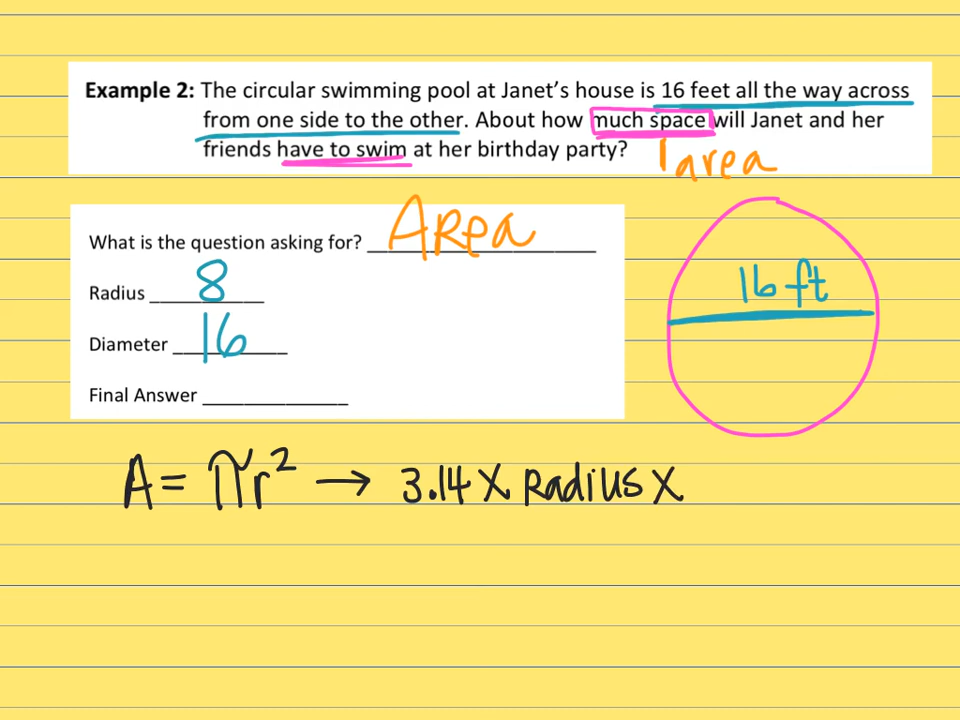 Example 2: The circular swimming pool at Janet's house is 16 feet all the way across
from one side to the other. About how much space will Janet and her
friends have to swim at her birthday party?
area
What is the question asking for? Area
Radius 8
Diameter 16
Final Answer
16 ft
A = πr² → 3.14 X Radius X